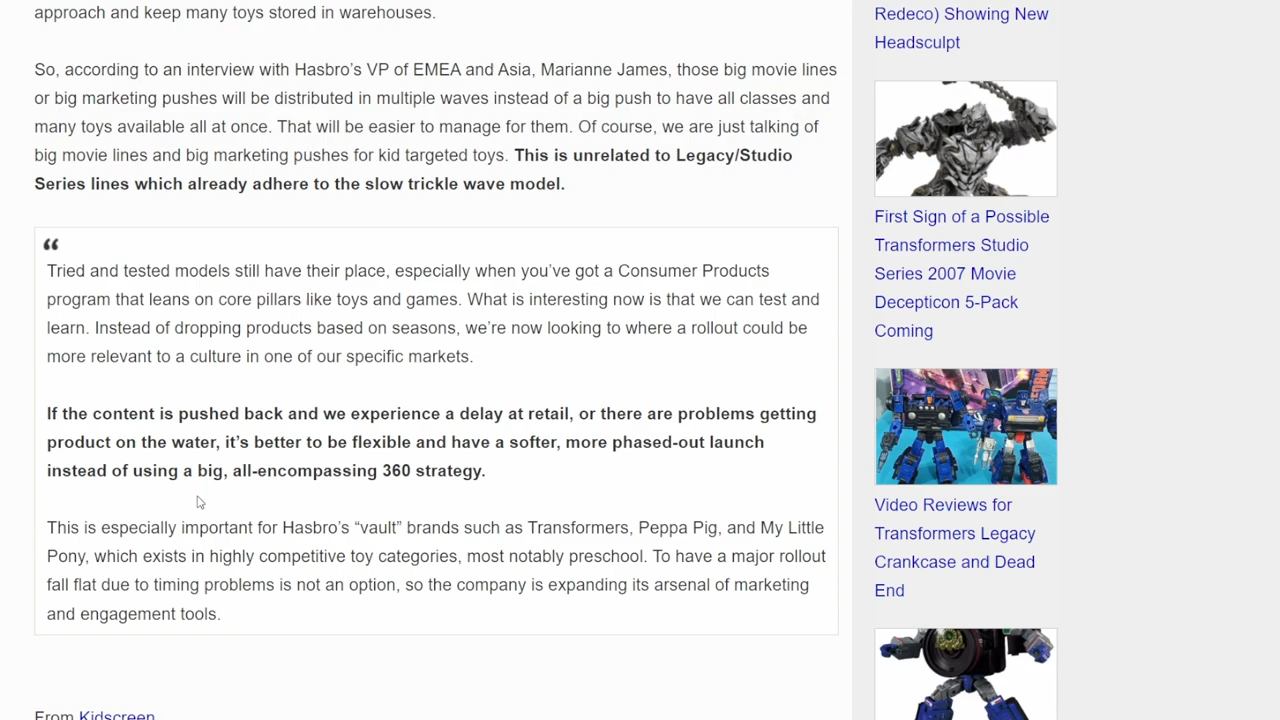 approach and keep many toys stored in warehouses.
So, according to an interview with Hasbro’s VP of EMEA and Asia, Marianne James, those big movie lines
or big marketing pushes will be distributed in multiple waves instead of a big push to have all classes and
many toys available all at once. That will be easier to manage for them. Of course, we are just talking of
big movie lines and big marketing pushes for kid targeted toys. This is unrelated to Legacy/Studio
Series lines which already adhere to the slow trickle wave model.
“
Tried and tested models still have their place, especially when you’ve got a Consumer Products
program that leans on core pillars like toys and games. What is interesting now is that we can test and
learn. Instead of dropping products based on seasons, we’re now looking to where a rollout could be
more relevant to a culture in one of our specific markets.
If the content is pushed back and we experience a delay at retail, or there are problems getting
product on the water, it’s better to be flexible and have a softer, more phased-out launch
instead of using a big, all-encompassing 360 strategy.
This is especially important for Hasbro’s “vault” brands such as Transformers, Peppa Pig, and My Little
Pony, which exists in highly competitive toy categories, most notably preschool. To have a major rollout
fall flat due to timing problems is not an option, so the company is expanding its arsenal of marketing
and engagement tools.
From Kidscreen
Redeco) Showing New
Headsculpt
First Sign of a Possible
Transformers Studio
Series 2007 Movie
Decepticon 5-Pack
Coming
Video Reviews for
Transformers Legacy
Crankcase and Dead
End